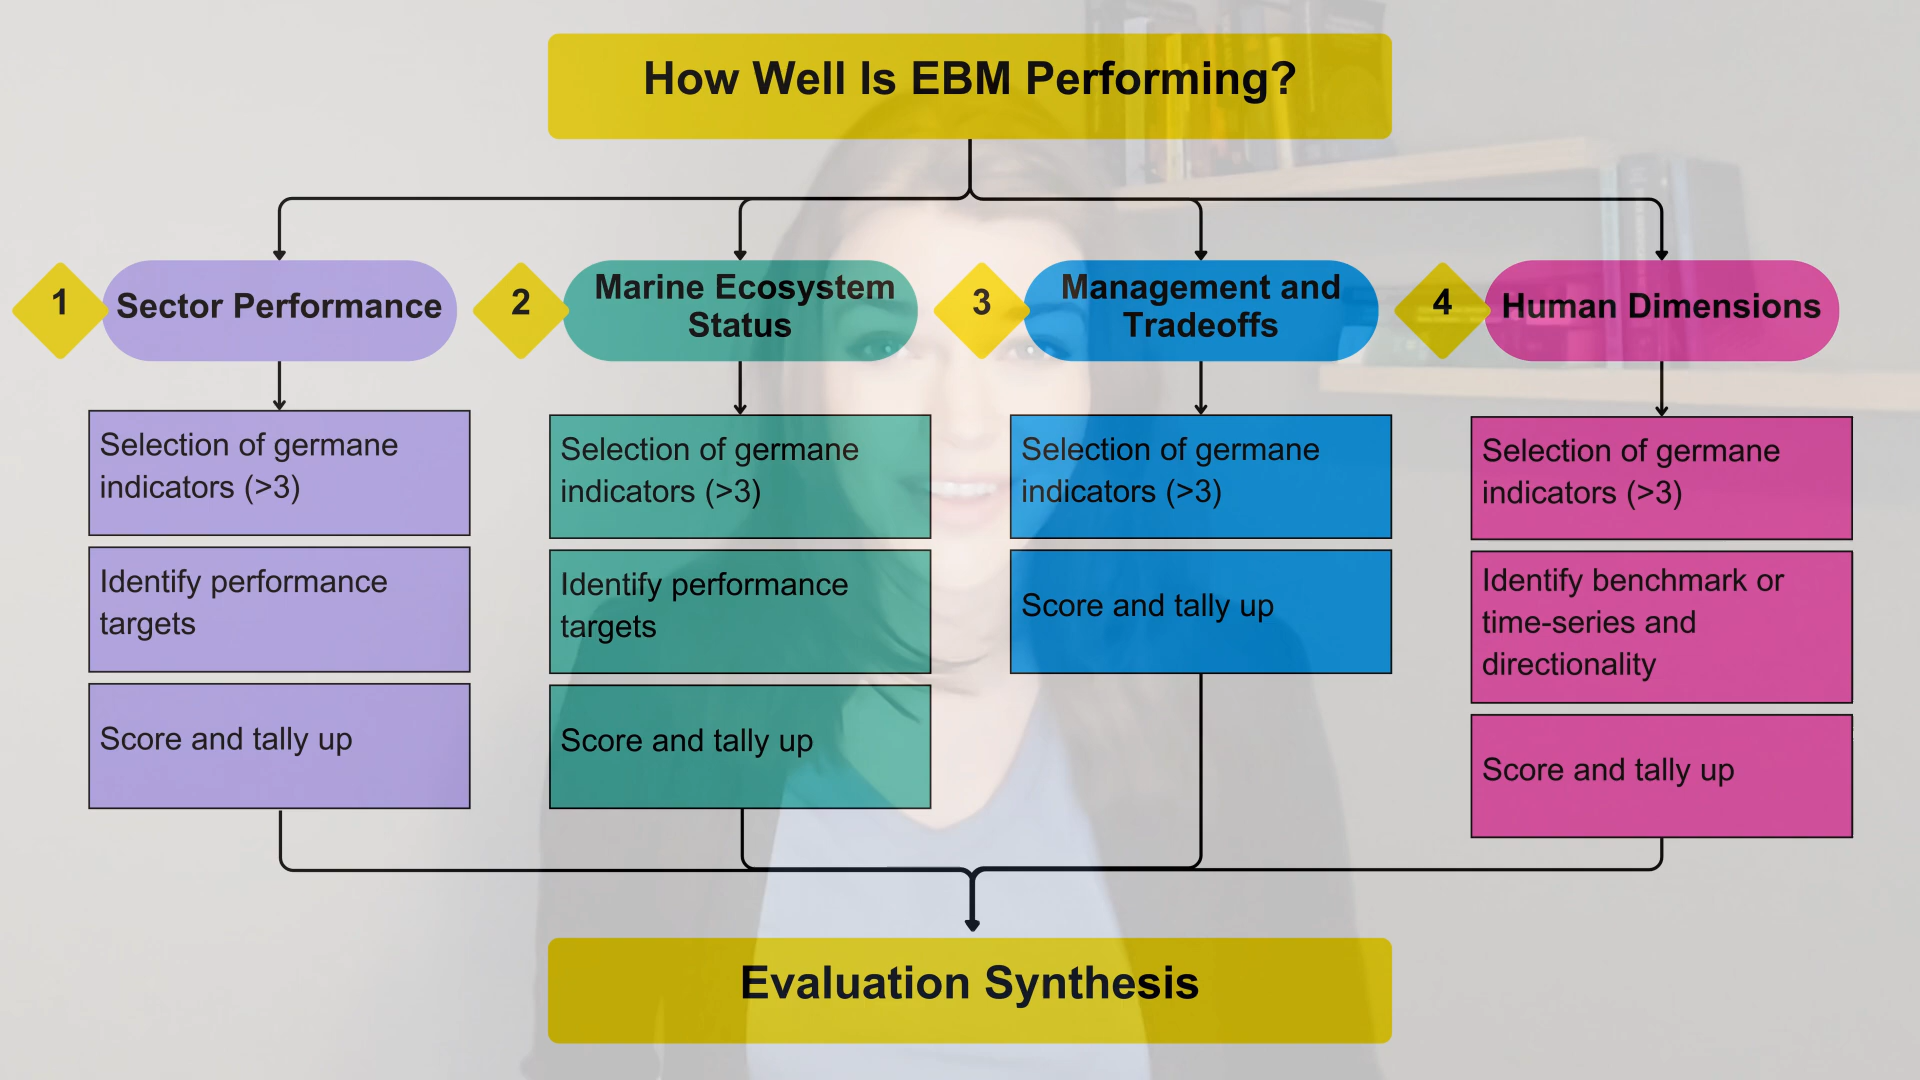 How Well Is EBM Performing?
1
Sector Performance
2
Marine Ecosystem
Status
3
Management and
Tradeoffs
4
Human Dimensions
Selection of germane
indicators (>3)
Identify performance
targets
Score and tally up
Selection of germane
indicators (>3)
Identify performance
targets
Score and tally up
Selection of germane
indicators (>3)
Score and tally up
Selection of germane
indicators (>3)
Identify benchmark or
time-series and
directionality
Score and tally up
Evaluation Synthesis